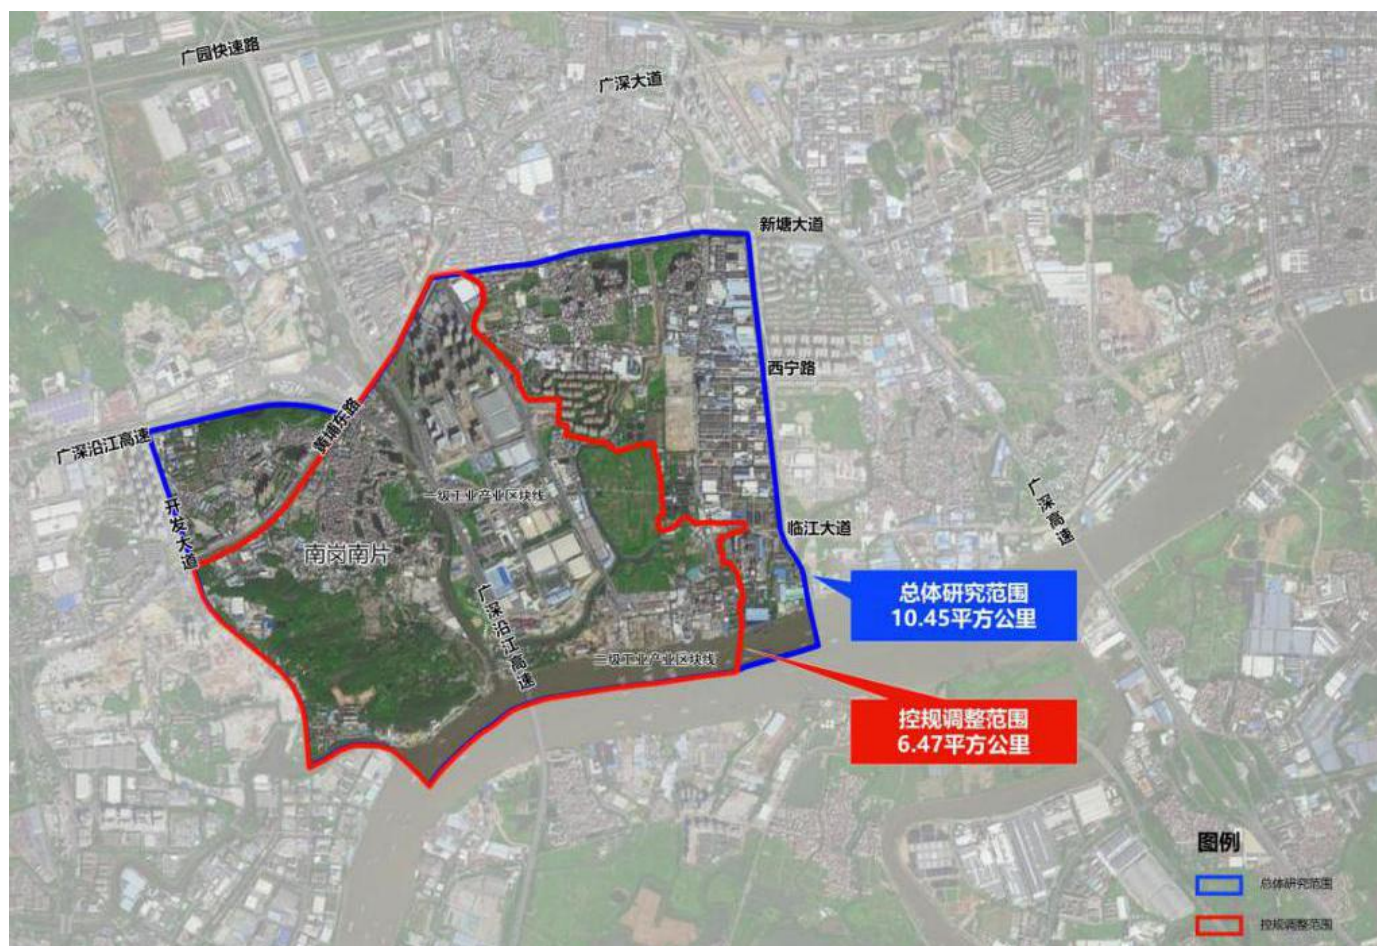 广园快速路
广深大道
新塘大道
西宁路
黄埔东路
广深沿江高速
开发大道
一级工业产业区块线
南岗南片
广深高速
临江大道
总体研究范围
10.45平方公里
广深沿江高速
二级工业产业区块线
控规调整范围
6.47平方公里
图例
总体研究范围
控规调整范围